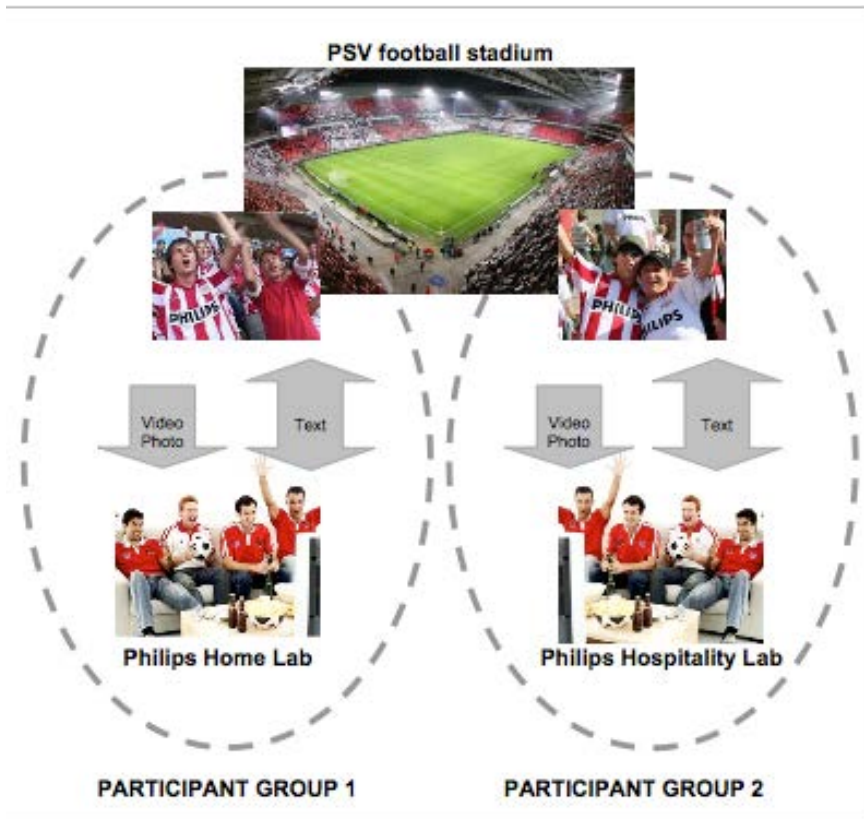 PSV football stadium
PHILIPS
PHILIPS
PHILIPS
Video
Photo
Text
Video
Photo
Text
Philips Home Lab
Philips Hospitality Lab
PARTICIPANT GROUP 1
PARTICIPANT GROUP 2